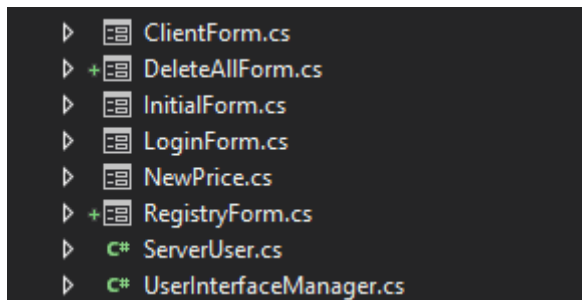 ClientForm.cs
+ DeleteAllForm.cs
InitialForm.cs
LoginForm.cs
NewPrice.cs
+ RegistryForm.cs
C# ServerUser.cs
C# UserInterfaceManager.cs